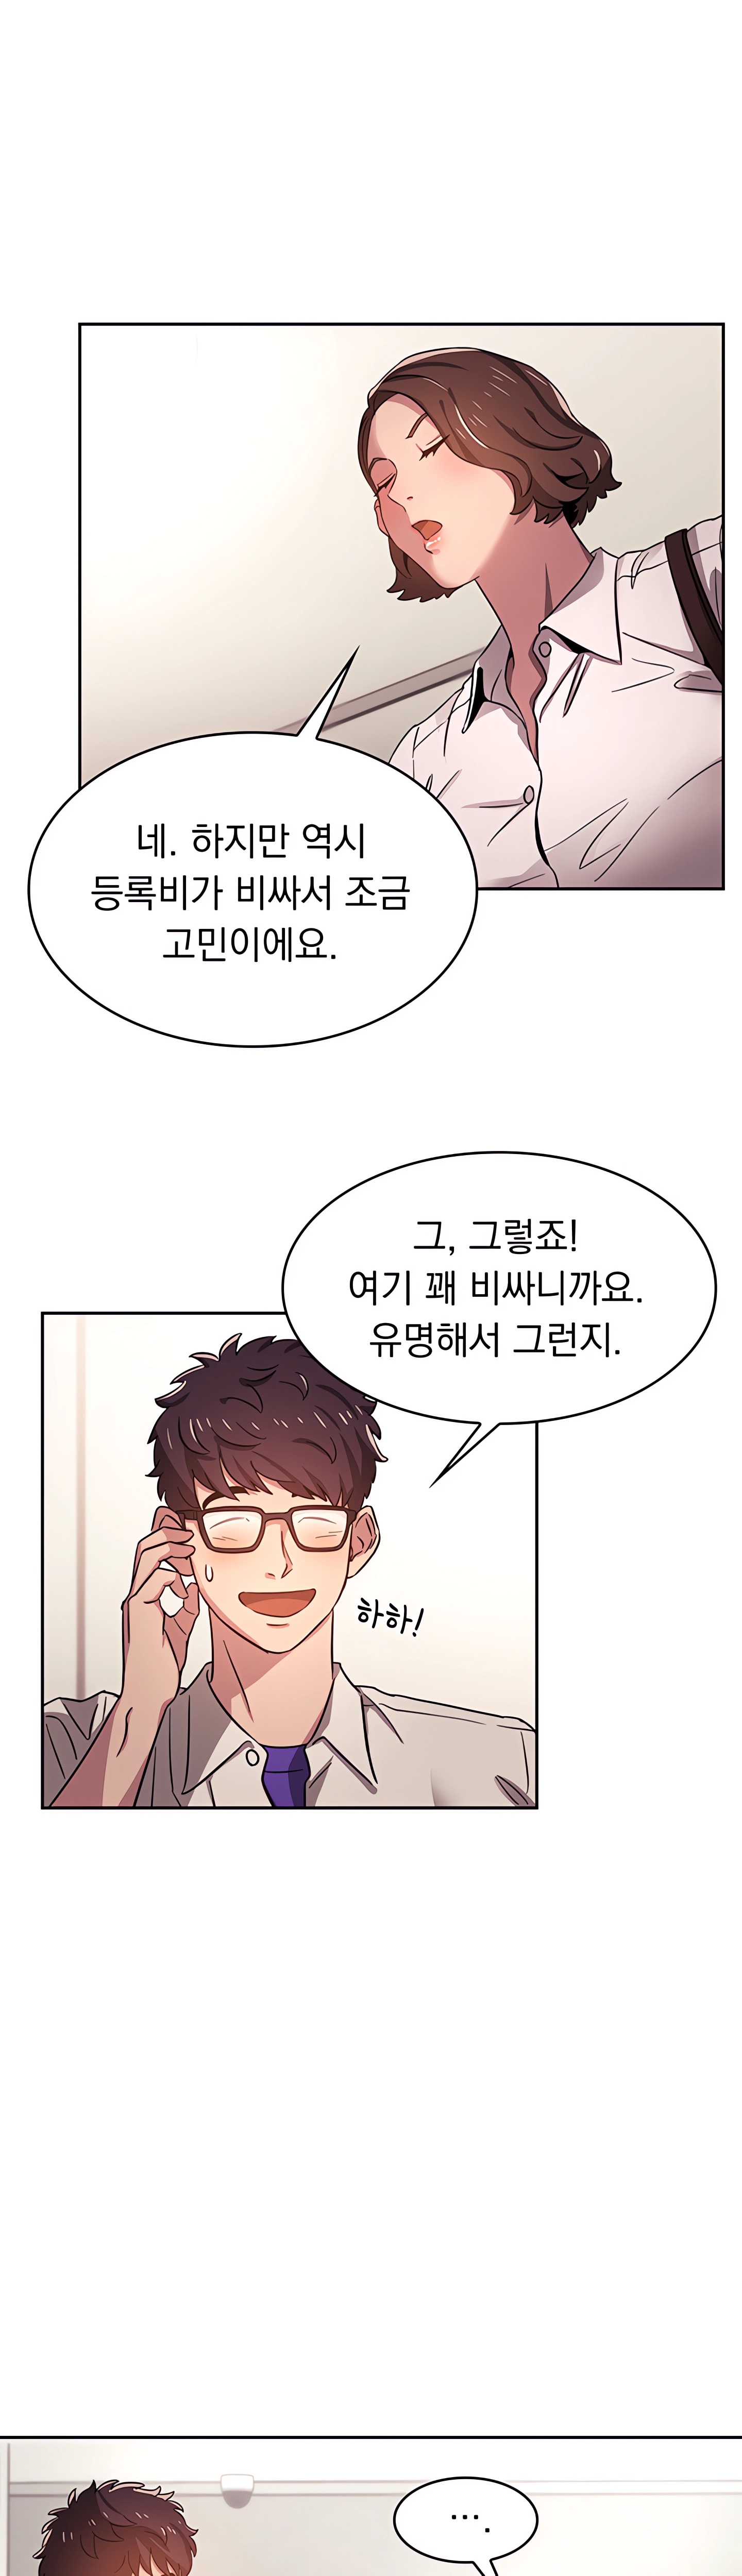 네. 하지만 역시
등록비가 비싸서 조금
고민이에요.
그, 그렇죠!
여기 꽤 비싸니까요.
유명해서 그런지.
하하!
….